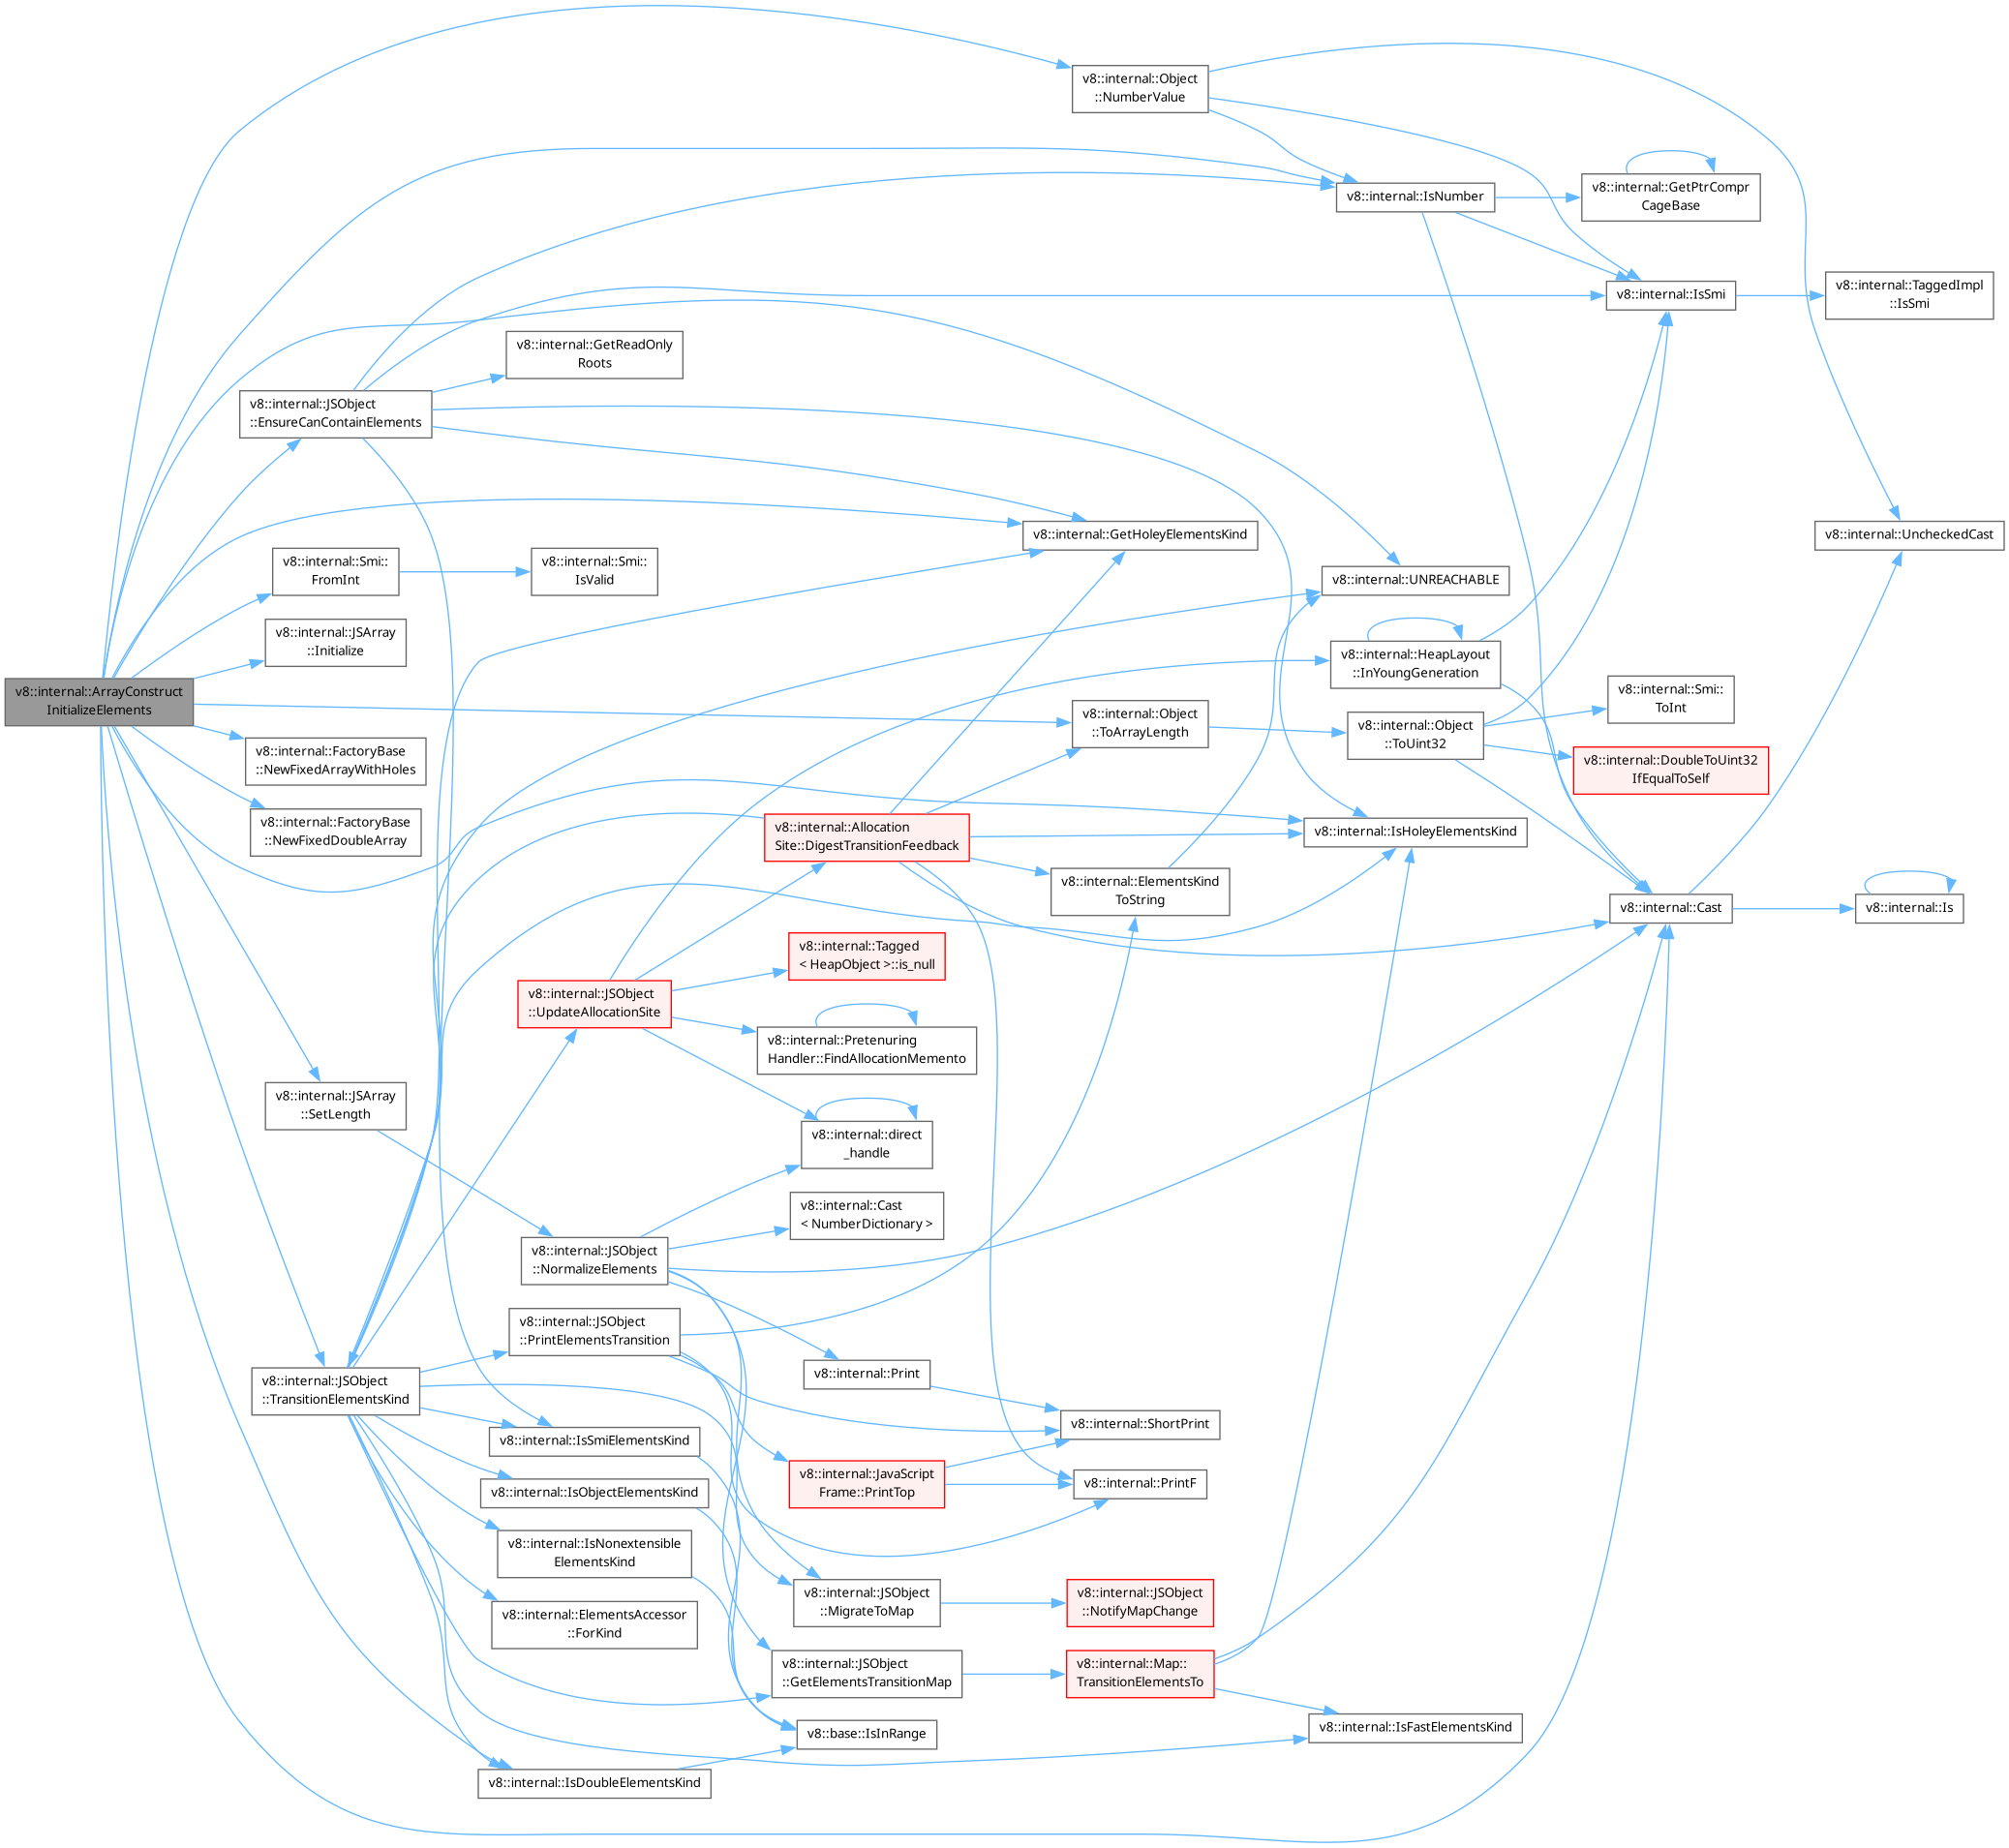 v8::internal::Object
::NumberValue
v8::internal::IsNumber
v8::internal::GetPtrCompr
CageBase
v8::internal::IsSmi
v8::internal::TaggedImpl
::IsSmi
v8::internal::GetReadOnly
Roots
v8::internal::JSObject
::EnsureCanContainElements
v8::internal::GetHoleyElementsKind
v8::internal::UncheckedCast
v8::internal::Smi::
FromInt
v8::internal::Smi::
IsValid
v8::internal::UNREACHABLE
v8::internal::JSArray
::Initialize
v8::internal::HeapLayout
::InYoungGeneration
v8::internal::ArrayConstruct
InitializeElements
v8::internal::Object
::ToArrayLength
v8::internal::Object
::ToUint32
v8::internal::Smi::
ToInt
v8::internal::FactoryBase
::NewFixedArrayWithHoles
v8::internal::DoubleToUint32
IfEqualToSelf
v8::internal::FactoryBase
::NewFixedDoubleArray
v8::internal::Allocation
Site::DigestTransitionFeedback
v8::internal::IsHoleyElementsKind
v8::internal::ElementsKind
ToString
v8::internal::Cast
v8::internal::Is
v8::internal::Tagged
< HeapObject >::is_null
v8::internal::JSObject
::UpdateAllocationSite
v8::internal::Pretenuring
Handler::FindAllocationMemento
v8::internal::JSArray
::SetLength
v8::internal::direct
_handle
v8::internal::Cast
< NumberDictionary >
v8::internal::JSObject
::NormalizeElements
v8::internal::JSObject
::PrintElementsTransition
v8::internal::Print
v8::internal::JSObject
::TransitionElementsKind
v8::internal::ShortPrint
v8::internal::IsSmiElementsKind
v8::internal::JavaScript
Frame::PrintTop
v8::internal::PrintF
v8::internal::IsObjectElementsKind
v8::internal::IsNonextensible
ElementsKind
v8::internal::JSObject
::MigrateToMap
v8::internal::JSObject
::NotifyMapChange
v8::internal::ElementsAccessor
::ForKind
v8::internal::JSObject
::GetElementsTransitionMap
v8::internal::Map::
TransitionElementsTo
v8::base::IsInRange
v8::internal::IsFastElementsKind
v8::internal::IsDoubleElementsKind